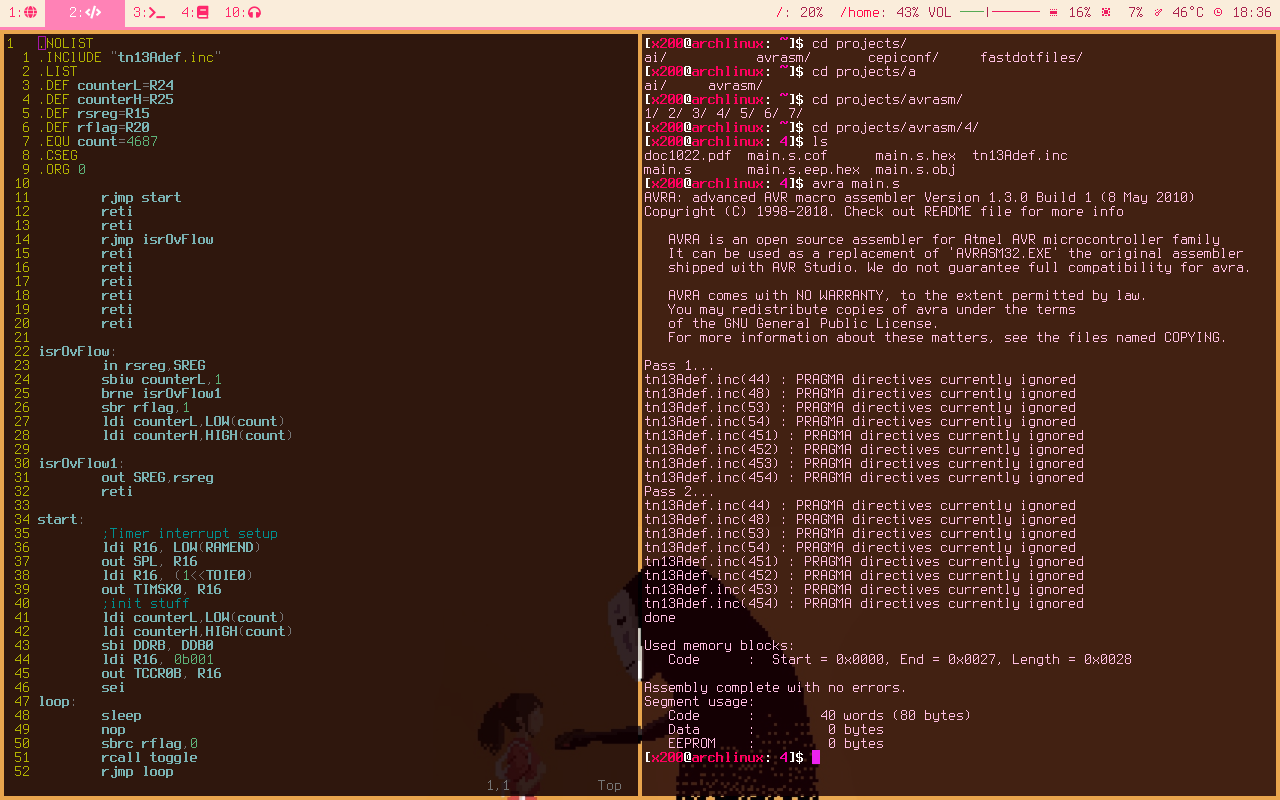 1: 2: 3: 4: 10: /: 20% /home: 43% VOL 16% 7% 46°C 18:36
1 .NOLIST
1 .INCLUDE "tn13Adef.inc"
2 .LIST
3 .DEF counterL=R24
4 .DEF counterH=R25
5 .DEF rsreg=R15
6 .DEF rflag=R20
7 .EQU count=4687
8 .CSEG
9 .ORG 0
10
11 rjmp start
12 reti
13 reti
14 rjmp isrOvFlow
15 reti
16 reti
17 reti
18 reti
19 reti
20 reti
21
22 isrOvFlow:
23 in rsreg,SREG
24 sbiw counterL,1
25 brne isrOvFlow1
26 sbr rflag,1
27 ldi counterL,LOW(count)
28 ldi counterH,HIGH(count)
29
30 isrOvFlow1:
31 out SREG,rsreg
32 reti
33
34 start:
35 ;Timer interrupt setup
36 ldi R16, LOW(RAMEND)
37 out SPL, R16
38 ldi R16, (1<<TOIE0)
39 out TIMSK0, R16
40 ;init stuff
41 ldi counterL,LOW(count)
42 ldi counterH,HIGH(count)
43 sbi DDRB, DDB0
44 ldi R16, 0b001
45 out TCCR0B, R16
46 sei
47 loop:
48 sleep
49 nop
50 sbrc rflag,0
51 rcall toggle
52 rjmp loop
1,1 Top
[x200@archlinux: ~]$ cd projects/
ai/ avrasm/ cepiconf/ fastdotfiles/
[x200@archlinux: ~]$ cd projects/a
ai/ avrasm/
[x200@archlinux: ~]$ cd projects/avrasm/
1/ 2/ 3/ 4/ 5/ 6/ 7/
[x200@archlinux: ~]$ cd projects/avrasm/4/
[x200@archlinux: 4]$ ls
doc1022.pdf main.s.cof main.s.hex tn13Adef.inc
main.s main.s.eep.hex main.s.obj
[x200@archlinux: 4]$ avra main.s
AVRA: advanced AVR macro assembler Version 1.3.0 Build 1 (8 May 2010)
Copyright (C) 1998-2010. Check out README file for more info

AVRA is an open source assembler for Atmel AVR microcontroller family
It can be used as a replacement of 'AVRASM32.EXE' the original assembler
shipped with AVR Studio. We do not guarantee full compatibility for avra.

AVRA comes with NO WARRANTY, to the extent permitted by law.
You may redistribute copies of avra under the terms
of the GNU General Public License.
For more information about these matters, see the files named COPYING.

Pass 1...
tn13Adef.inc(44) : PRAGMA directives currently ignored
tn13Adef.inc(48) : PRAGMA directives currently ignored
tn13Adef.inc(53) : PRAGMA directives currently ignored
tn13Adef.inc(54) : PRAGMA directives currently ignored
tn13Adef.inc(451) : PRAGMA directives currently ignored
tn13Adef.inc(452) : PRAGMA directives currently ignored
tn13Adef.inc(453) : PRAGMA directives currently ignored
tn13Adef.inc(454) : PRAGMA directives currently ignored
Pass 2...
tn13Adef.inc(44) : PRAGMA directives currently ignored
tn13Adef.inc(48) : PRAGMA directives currently ignored
tn13Adef.inc(53) : PRAGMA directives currently ignored
tn13Adef.inc(54) : PRAGMA directives currently ignored
tn13Adef.inc(451) : PRAGMA directives currently ignored
tn13Adef.inc(452) : PRAGMA directives currently ignored
tn13Adef.inc(453) : PRAGMA directives currently ignored
tn13Adef.inc(454) : PRAGMA directives currently ignored
done

Used memory blocks:
Code : Start = 0x0000, End = 0x0027, Length = 0x0028

Assembly complete with no errors.
Segment usage:
Code : 40 words (80 bytes)
Data : 0 bytes
EEPROM : 0 bytes
[x200@archlinux: 4]$